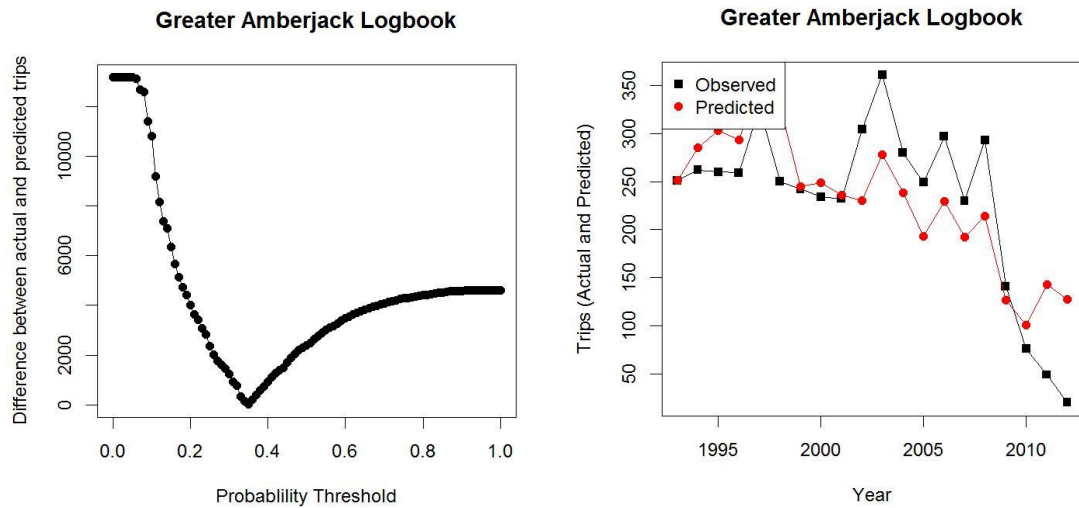 Greater Amberjack Logbook
Difference between actual and predicted trips
0 2000 6000 10000
0.0 0.2 0.4 0.6 0.8 1.0
Probablility Threshold
Greater Amberjack Logbook
Observed
Predicted
Trips (Actual and Predicted)
50 100 150 200 250 300 350
1995 2000 2005 2010
Year